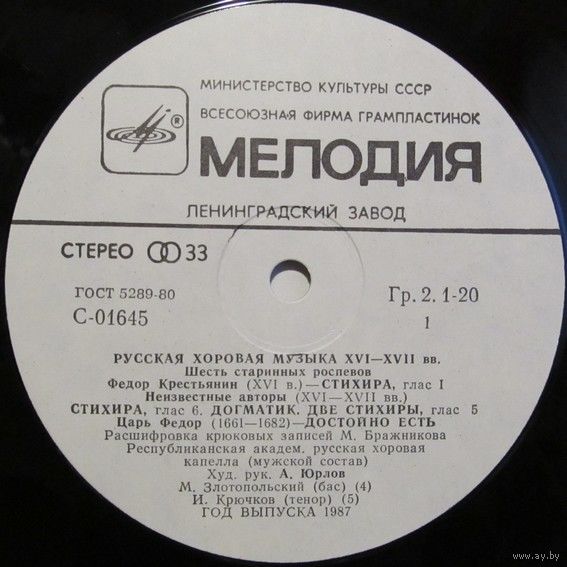 МИНИСТЕРСТВО КУЛЬТУРЫ СССР
ВСЕСОЮЗНАЯ ФИРМА ГРАМПЛАСТИНОК
®
МЕЛОДИЯ
ЛЕНИНГРАДСКИЙ ЗАВОД
СТЕРЕО 33
ГОСТ 5289-80
Гр. 2. 1-20
С-01645
1
РУССКАЯ ХОРОВАЯ МУЗЫКА XVI—XVII вв.
Шесть старинных роспевов
Федор Крестьянин (XVI в.)—СТИХИРА, глас I
Неизвестные авторы (XVI—XVII вв.)
СТИХИРА, глас 6. ДОГМАТИК. ДВЕ СТИХИРЫ, глас 5
Царь Федор (1661—1682)—ДОСТОЙНО ЕСТЬ
Расшифровка крюковых записей М. Бражникова
Республиканская академ. русская хоровая
капелла (мужской состав)
Худ. рук. А. Юрлов
М. Злотопольский (бас) (4)
И. Крючков (тенор) (5)
ГОД ВЫПУСКА 1987
www.ay.by